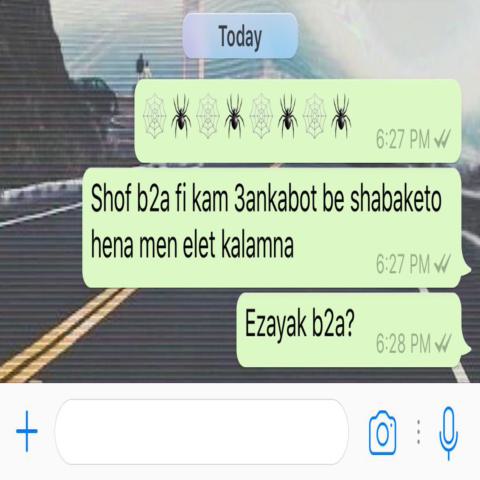 Today
🕸🕷🕸🕷🕸🕷🕸🕷
6:27 PM
Shof b2a fi kam 3ankabot be shabaketo
hena men elet kalamna
6:27 PM
Ezayak b2a?
6:28 PM